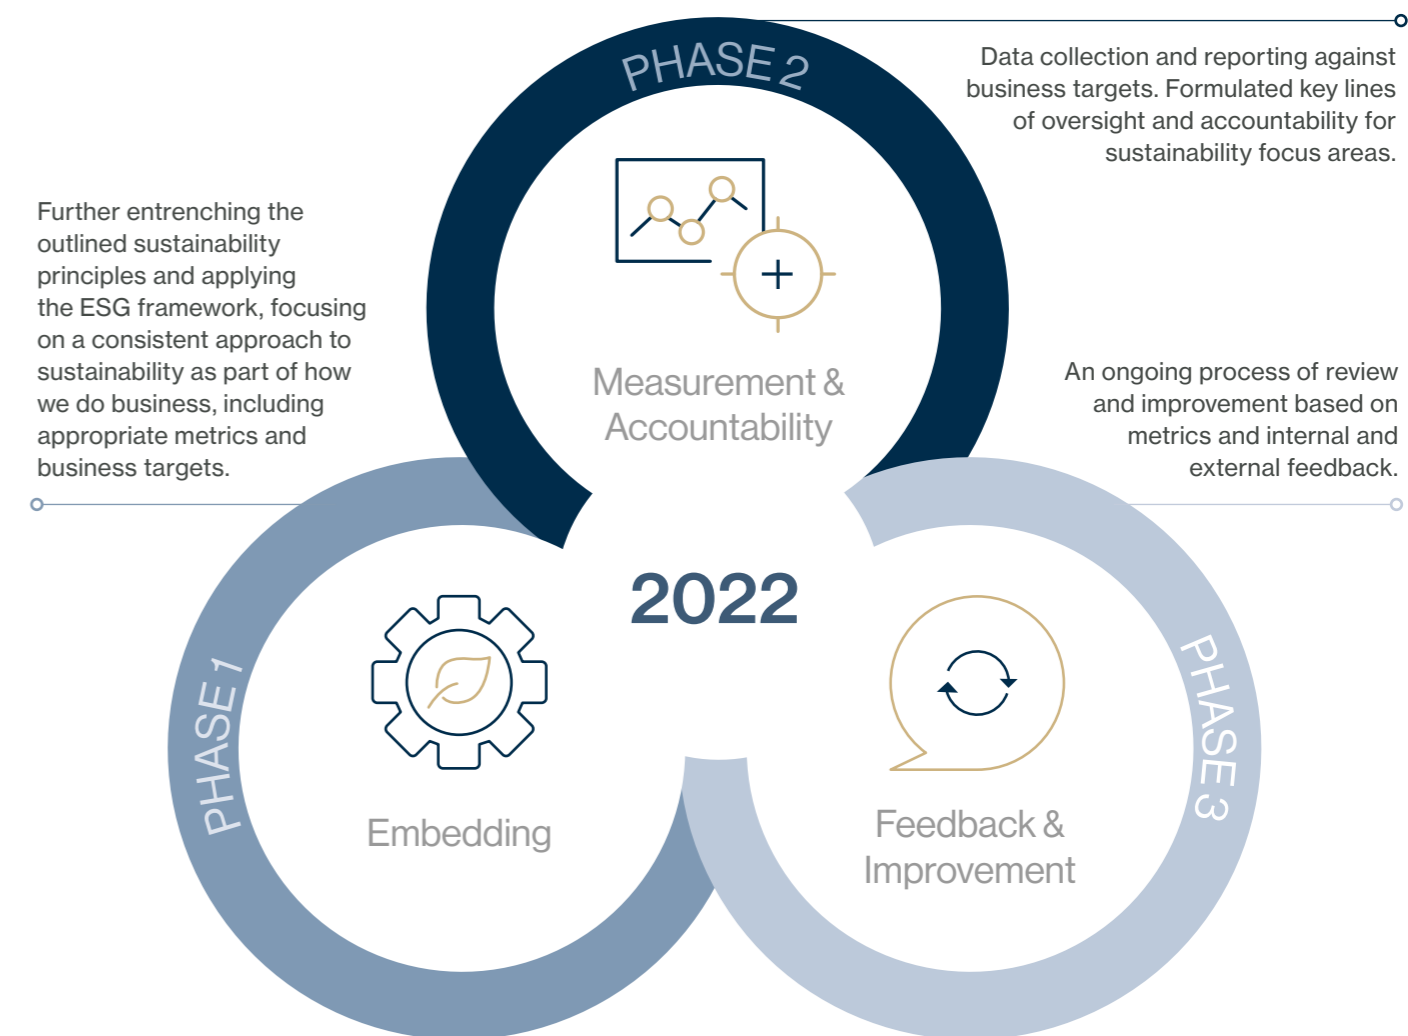 PHASE 2
Data collection and reporting against
business targets. Formulated key lines
of oversight and accountability for
sustainability focus areas.
Further entrenching the
outlined sustainability
principles and applying
the ESG framework, focusing
on a consistent approach to
sustainability as part of how
we do business, including
appropriate metrics and
business targets.
Measurement &
Accountability
An ongoing process of review
and improvement based on
metrics and internal and
external feedback.
2022
PHASE 1
Embedding
PHASE 3
Feedback &
Improvement